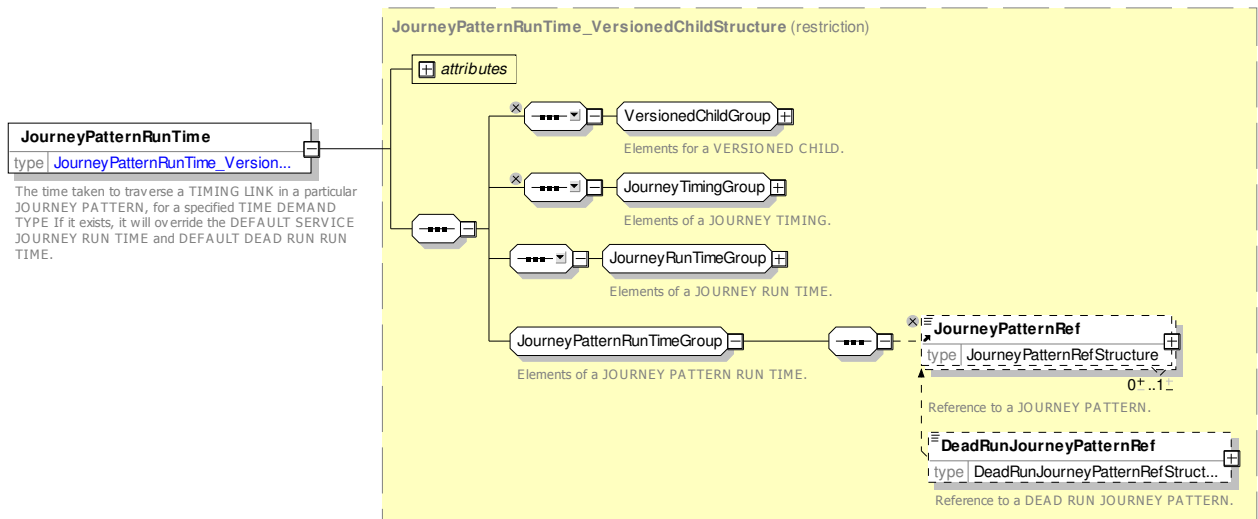 JourneyPatternRunTime_VersionedChildStructure (restriction)
attributes
VersionedChildGroup
Elements for a VERSIONED CHILD.
JourneyPatternRunTime
type JourneyPatternRunTime_Version...
The time taken to traverse a TIMING LINK in a particular
JOURNEY PATTERN, for a specified TIME DEMAND
TYPE If it exists, it will override the DEFAULT SERVICE
JOURNEY RUN TIME and DEFAULT DEAD RUN RUN
TIME.
JourneyTimingGroup
Elements of a JOURNEY TIMING.
JourneyRunTimeGroup
Elements of a JOURNEY RUN TIME.
JourneyPatternRunTimeGroup
Elements of a JOURNEY PATTERN RUN TIME.
JourneyPatternRef
type JourneyPatternRefStructure
0±..1±
Reference to a JOURNEY PATTERN.
DeadRunJourneyPatternRef
type DeadRunJourneyPatternRefStruct...
Reference to a DEAD RUN JOURNEY PATTERN.